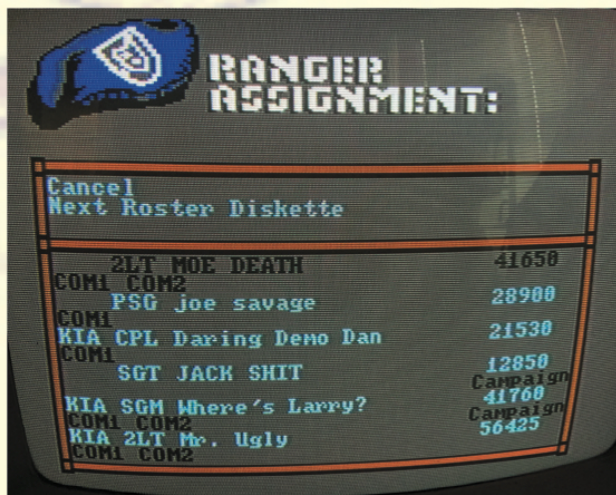 RANGER
ASSIGNMENT:
Cancel
Next Roster Diskette
2LT MOE DEATH 41650
COM1 COM2
PSG joe savage 28900
COM1
KIA CPL Daring Demo Dan 21530
COM1
SGT JACK SHIT 12850
Campaign
KIA SGM Where's Larry? 41760
COM1 COM2 Campaign
KIA 2LT Mr. Ugly 56425
COM1 COM2